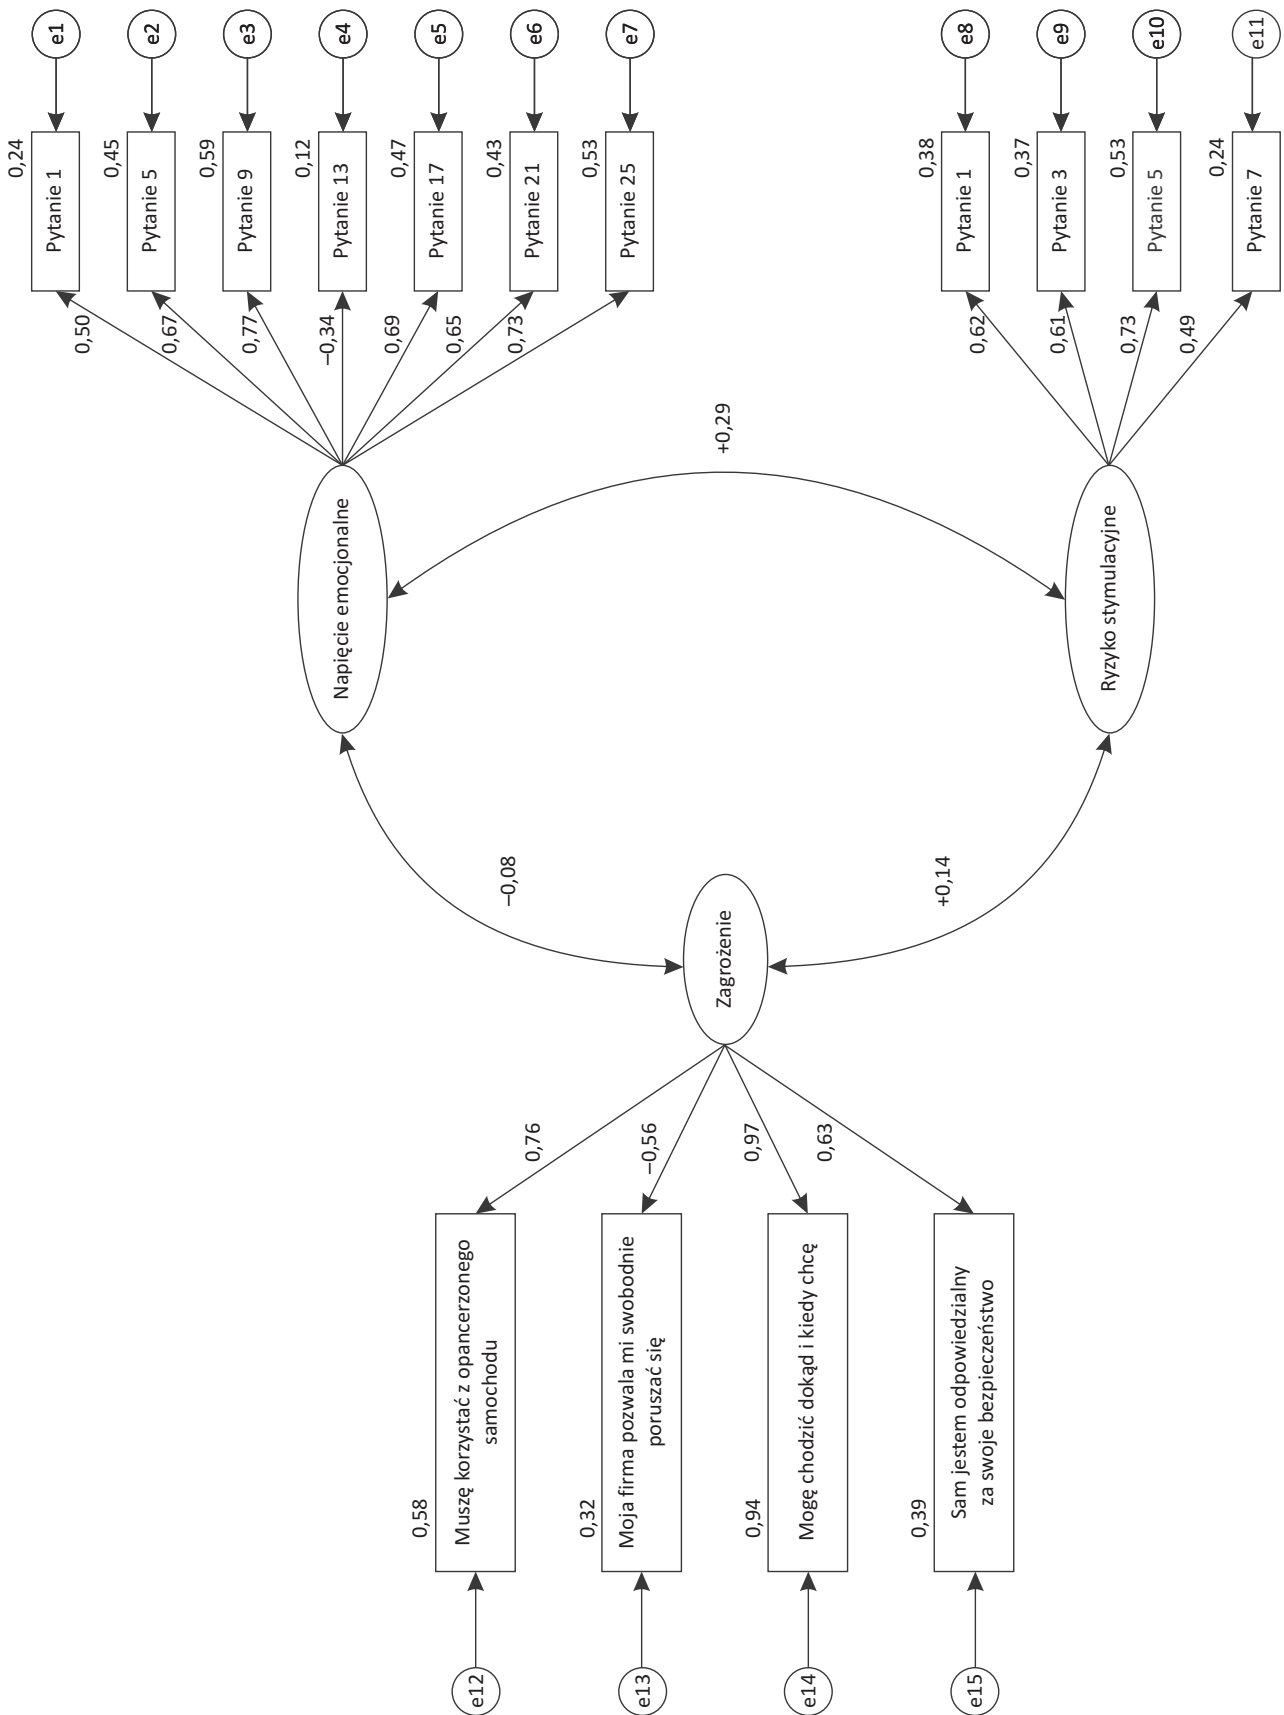 e1
e2
e3
e4
e5
e6
e7
0,24
Pytanie 1
0,45
Pytanie 5
0,59
Pytanie 9
0,12
Pytanie 13
0,47
Pytanie 17
0,43
Pytanie 21
0,53
Pytanie 25
0,50
0,67
0,77
–0,34
0,69
0,65
0,73
Napięcie emocjonalne
e8
e9
e10
e11
0,38
Pytanie 1
0,37
Pytanie 3
0,53
Pytanie 5
0,24
Pytanie 7
0,62
0,61
0,73
0,49
Ryzyko stymulacyjne
+0,29
–0,08
+0,14
Zagrożenie
0,76
–0,56
0,97
0,63
0,58
Muszę korzystać z opancerzonego
samochodu
0,32
Moja firma pozwala mi swobodnie
poruszać się
0,94
Mogę chodzić dokąd i kiedy chcę
0,39
Sam jestem odpowiedzialny
za swoje bezpieczeństwo
e12
e13
e14
e15